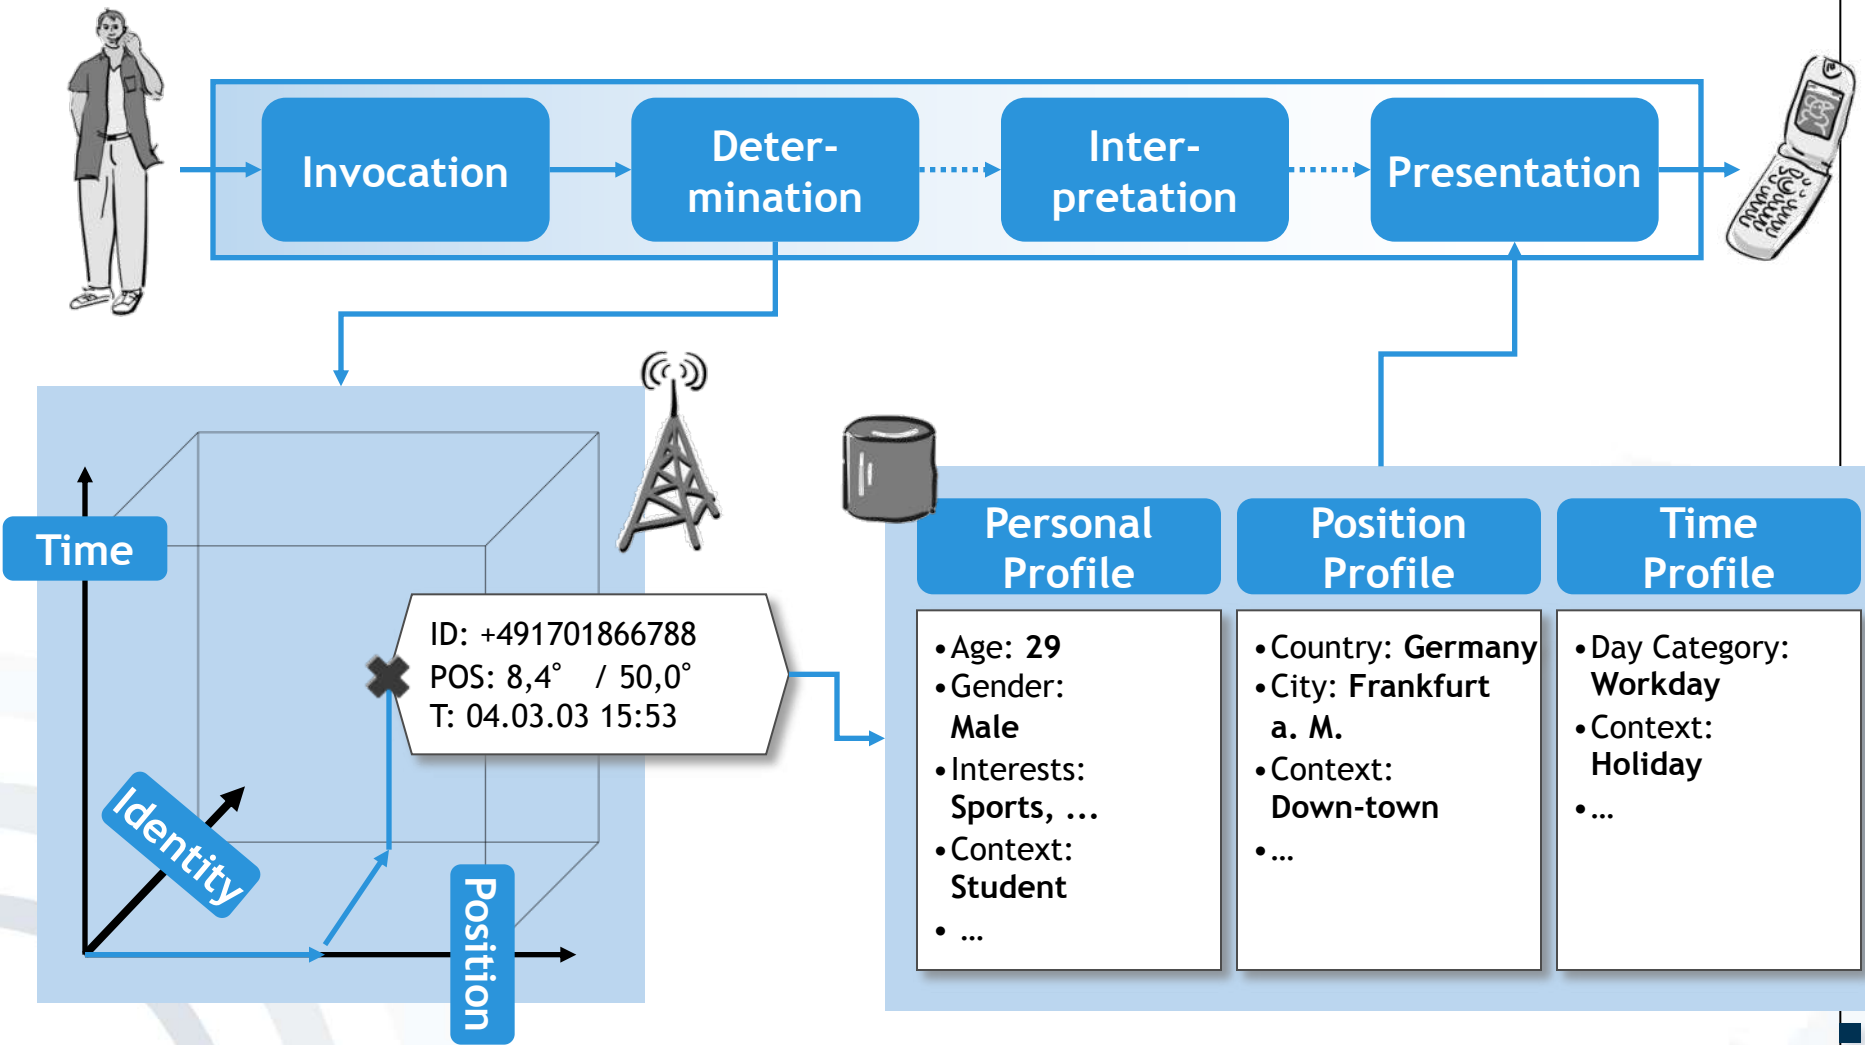 Invocation
Deter-
mination
Inter-
pretation
Presentation
Time
Identity
Position
ID: +491701866788
POS: 8,4° / 50,0°
T: 04.03.03 15:53
Personal
Profile
•Age: 29
•Gender:
Male
•Interests:
Sports, ...
•Context:
Student
• …
Position
Profile
•Country: Germany
•City: Frankfurt
a. M.
•Context:
Down-town
•…
Time
Profile
•Day Category:
Workday
•Context:
Holiday
•…